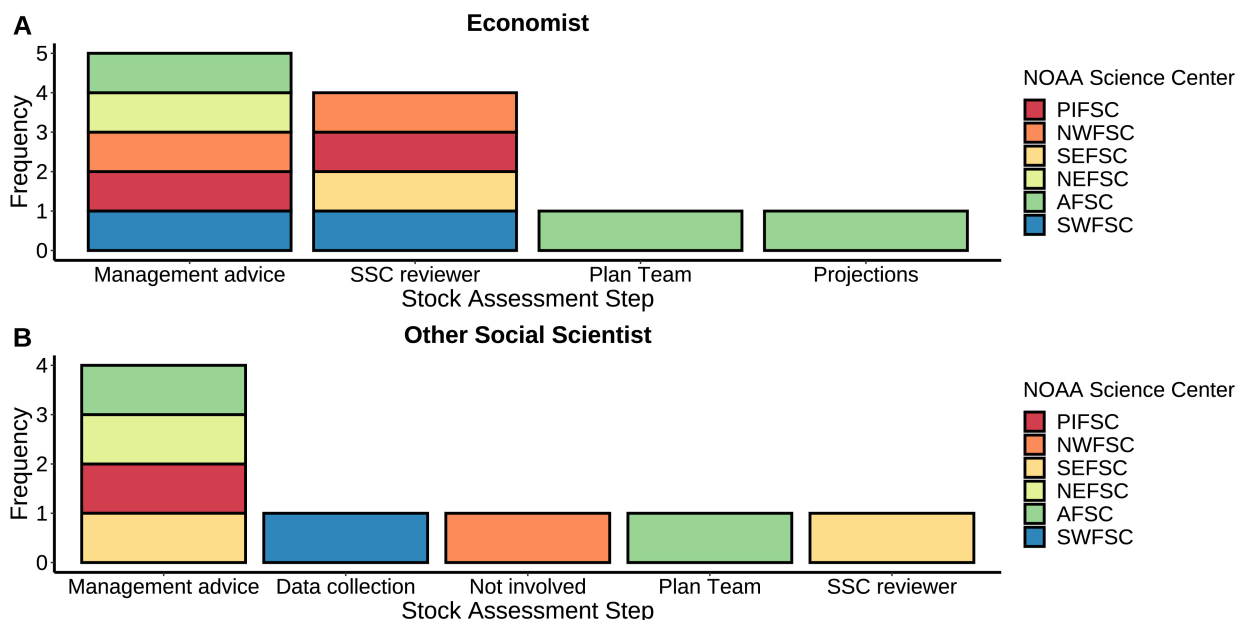 A
Economist
5
4
3
2
1
0
Frequency
Management advice
SSC reviewer
Plan Team
Projections
Stock Assessment Step
NOAA Science Center
PIFSC
NWFSC
SEFSC
NEFSC
AFSC
SWFSC
B
Other Social Scientist
4
3
2
1
0
Frequency
Management advice
Data collection
Not involved
Plan Team
SSC reviewer
Stock Assessment Step
NOAA Science Center
PIFSC
NWFSC
SEFSC
NEFSC
AFSC
SWFSC